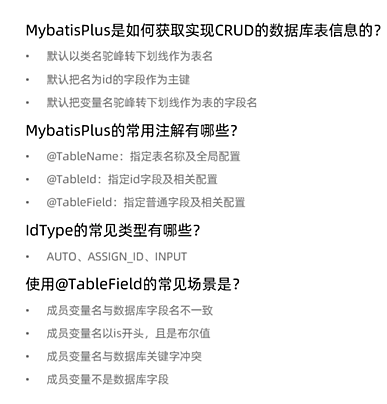 MybatisPlus是如何获取实现CRUD的数据库表信息的？
• 默认以类名驼峰转下划线作为表名
• 默认把名为id的字段作为主键
• 默认把变量名驼峰转下划线作为表的字段名
MybatisPlus的常用注解有哪些？
• @TableName：指定表名称及全局配置
• @TableId：指定id字段及相关配置
• @TableField：指定普通字段及相关配置
IdType的常见类型有哪些？
• AUTO、ASSIGN_ID、INPUT
使用@TableField的常见场景是？
• 成员变量名与数据库字段名不一致
• 成员变量名以is开头，且是布尔值
• 成员变量名与数据库关键字冲突
• 成员变量不是数据库字段